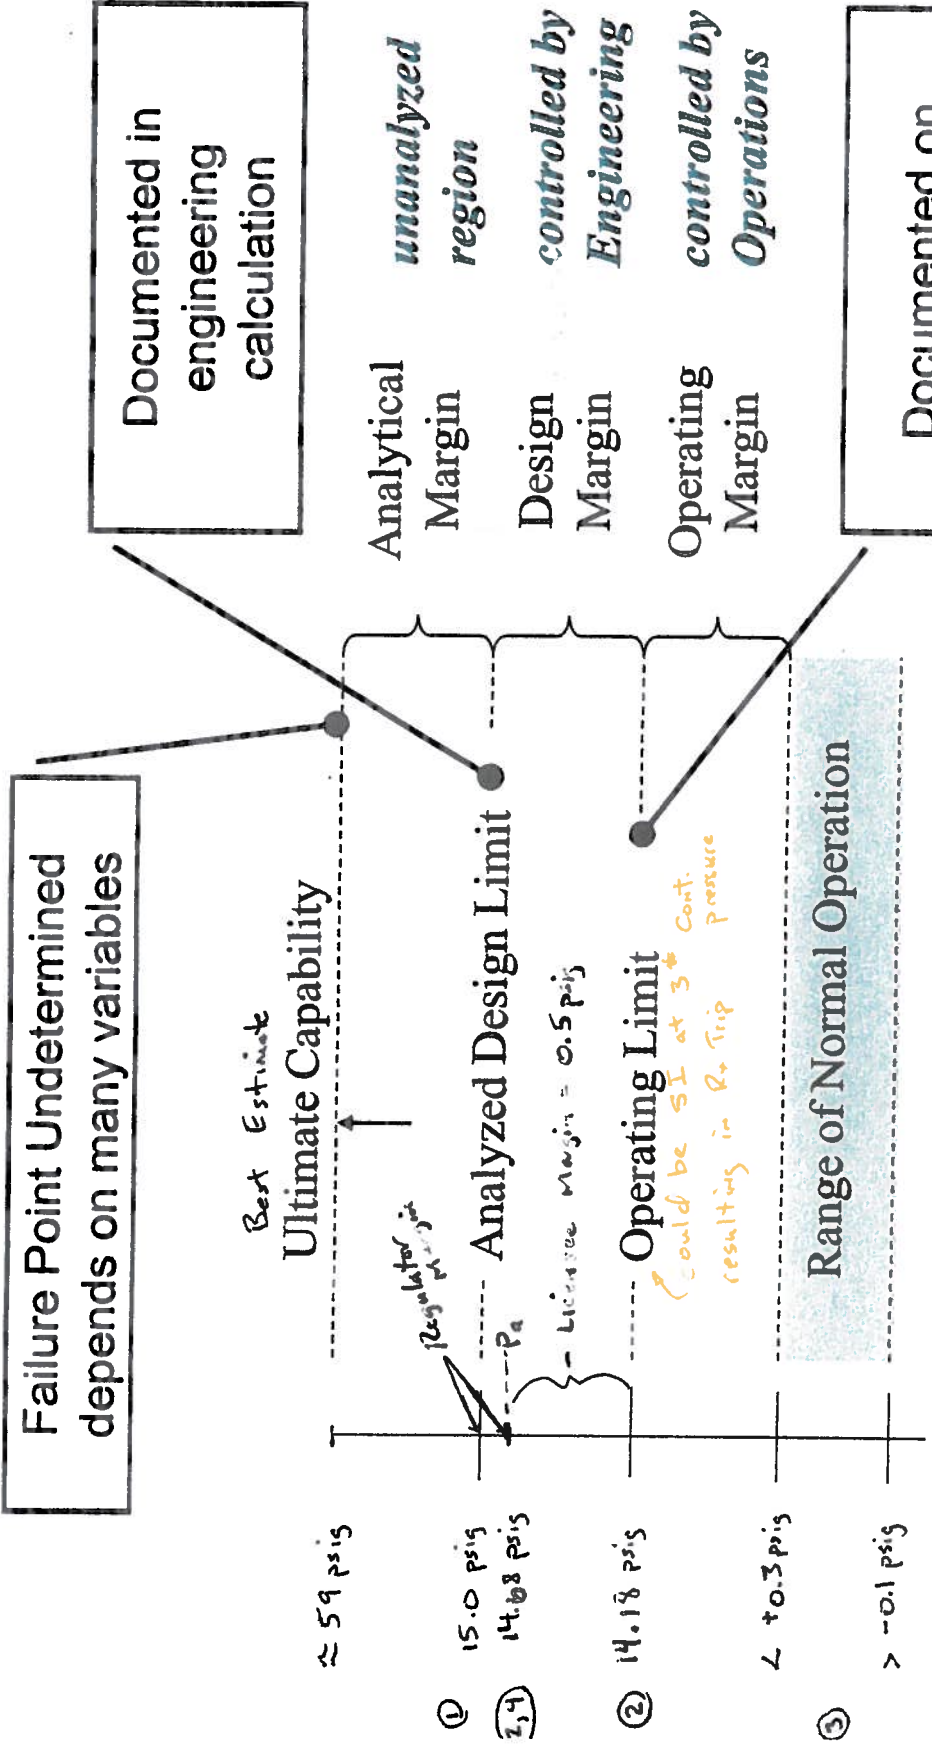 Failure Point Undetermined
depends on many variables
Documented in
engineering
calculation
Best Estimate
Ultimate Capability
≈ 59 psig
Analytical
Margin
unanalyzed
region
Regulator
Margin
① 15.0 psig
Analyzed Design Limit
2,4 14.68 psig
Pa
Licensee Margin = 0.5 psig
Design
Margin
controlled by
Engineering
② 14.18 psig
Operating Limit
Could be SI at 3# Cont.
pressure
resulting in Rx Trip
Operating
Margin
controlled by
Operations
③
< +0.3 psig
Range of Normal Operation
> -0.1 psig
Documented on